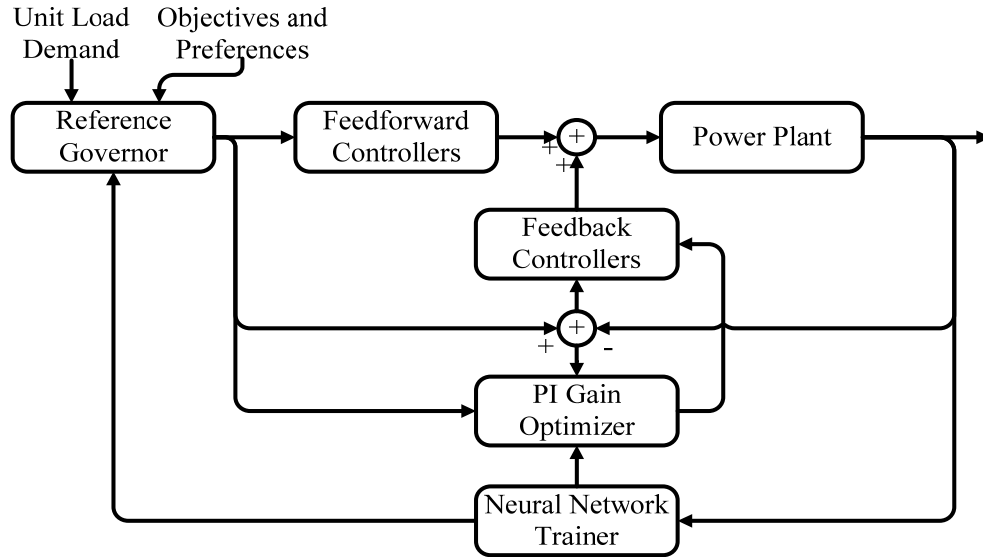 Unit Load
Demand
Objectives and
Preferences
Reference
Governor
Feedforward
Controllers
+
+
+
Power Plant
Feedback
Controllers
+
+
-
PI Gain
Optimizer
Neural Network
Trainer